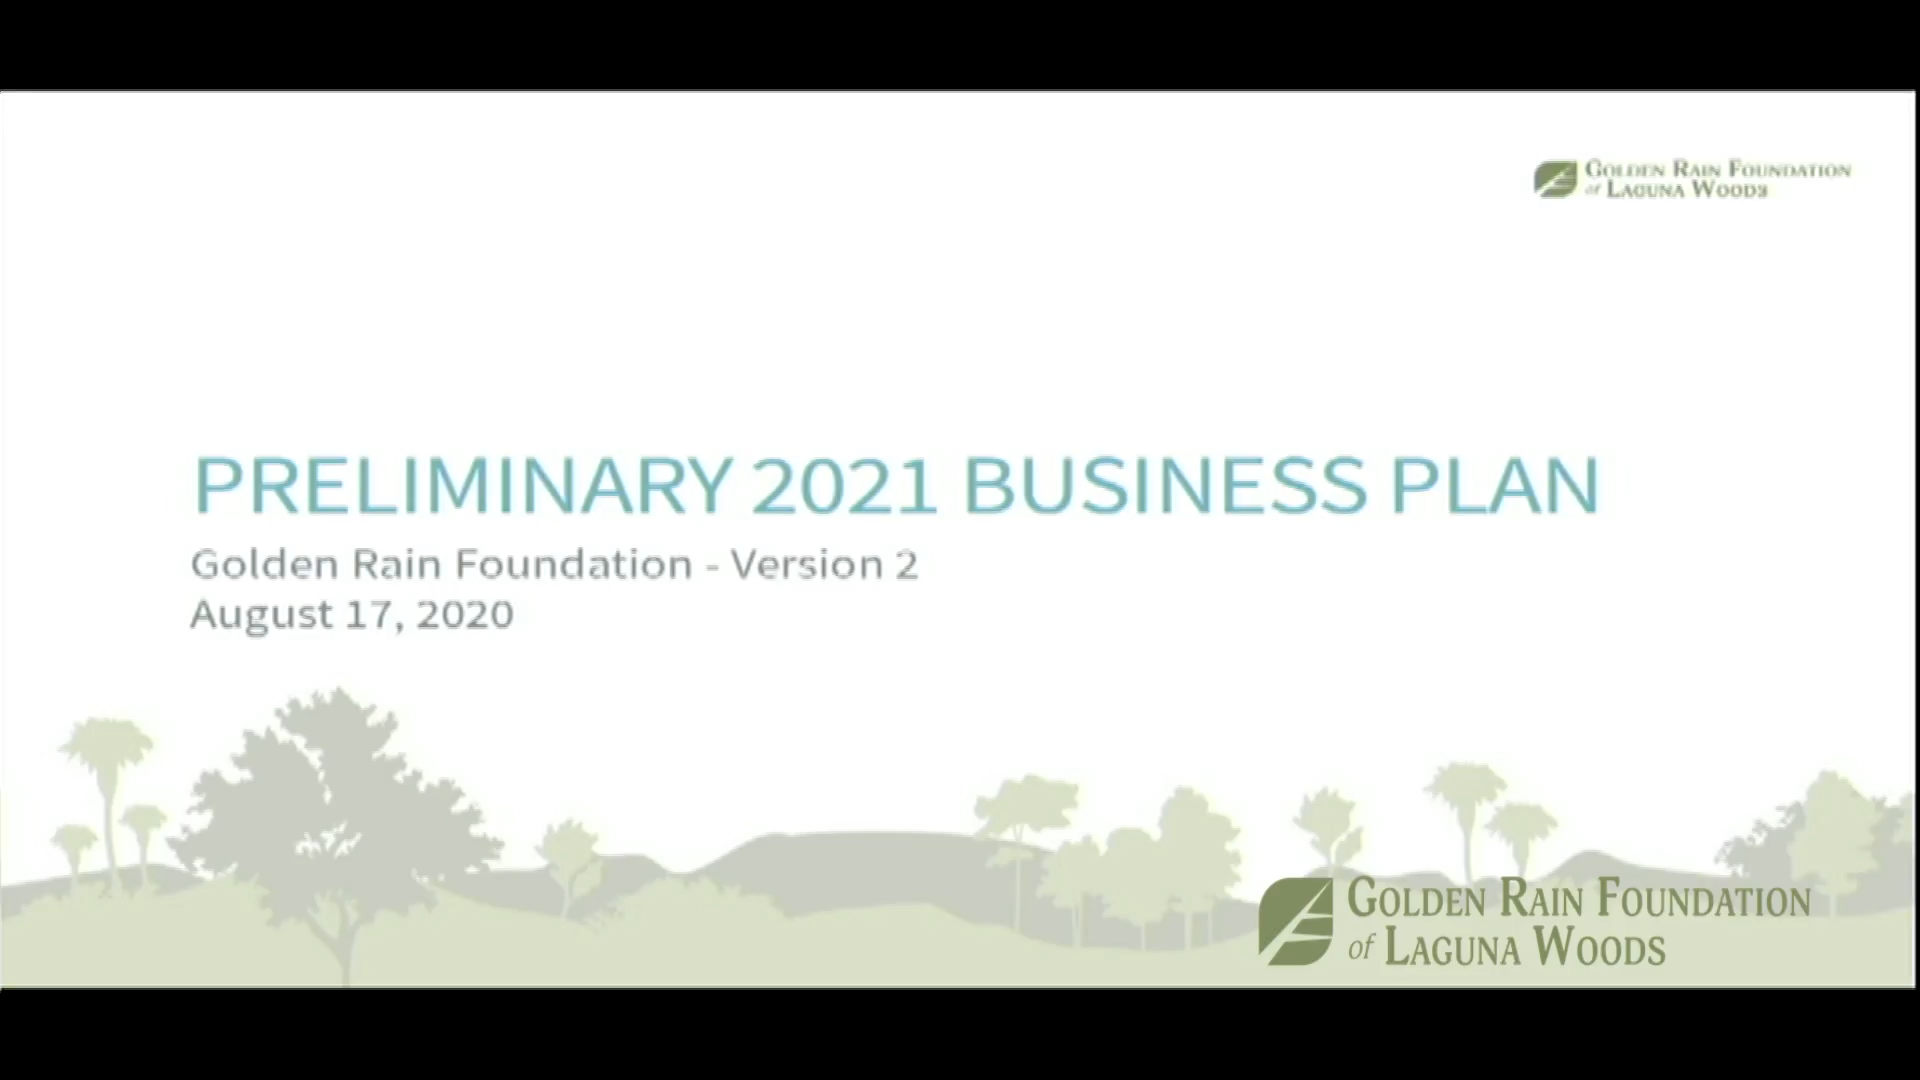 GOLDEN RAIN FOUNDATION
of LAGUNA WOODS
PRELIMINARY 2021 BUSINESS PLAN
Golden Rain Foundation - Version 2
August 17, 2020
GOLDEN RAIN FOUNDATION
of LAGUNA WOODS